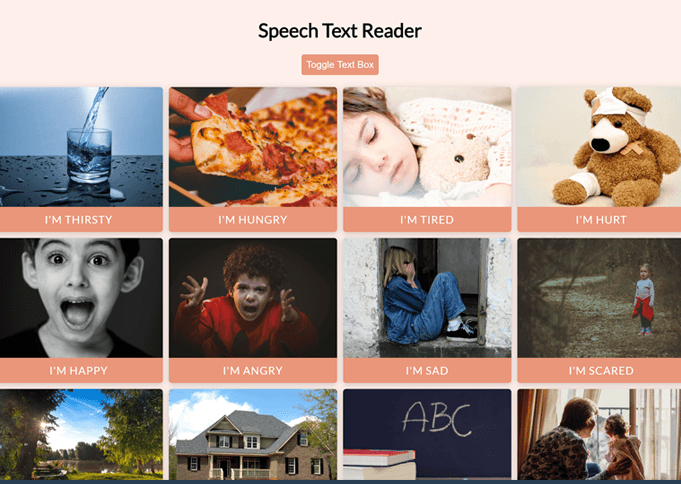 Speech Text Reader
Toggle Text Box
I'M THIRSTY
I'M HUNGRY
I'M TIRED
I'M HURT
I'M HAPPY
I'M ANGRY
I'M SAD
I'M SCARED
ABC